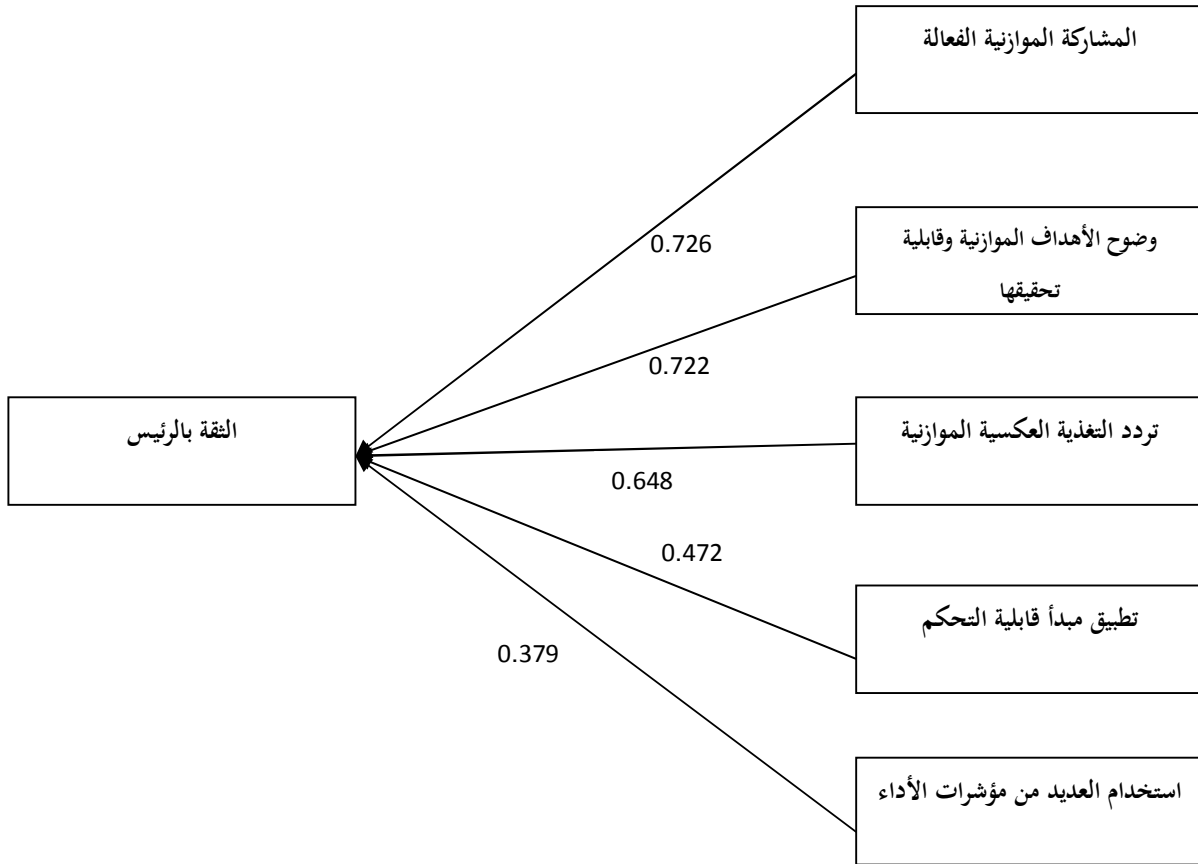 المشاركة الموازنية الفعالة
0.726
وضوح الأهداف الموازنية وقابلية
تحقيقها
0.722
الثقة بالرئيس
تردد التغذية العكسية الموازنية
0.648
0.472
تطبيق مبدأ قابلية التحكم
0.379
استخدام العديد من مؤشرات الأداء